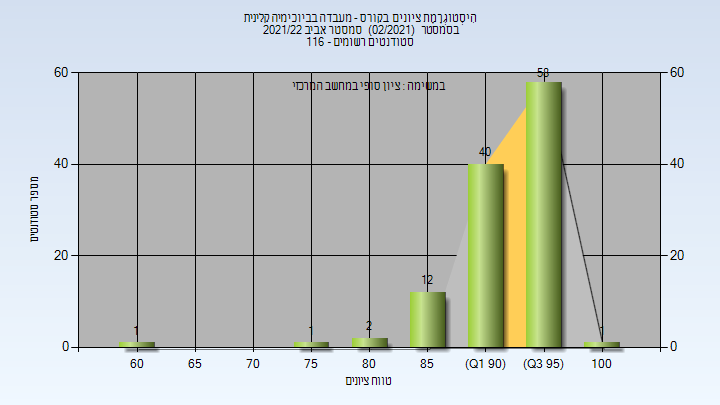 היסטוגרמת ציונים בקורס - מעבדה בביוכימיה קלינית
בסמסטר (02/2021) סמסטר אביב 2021/22
סטודנטים רשומים - 116
במשימה : ציון סופי במחשב המרכזי
60 58 60
40 40 40
מספר סטודנטים
20 12 20
1 1 2 1
0 0
60 65 70 75 80 85 (Q1 90) (Q3 95) 100
טווח ציונים